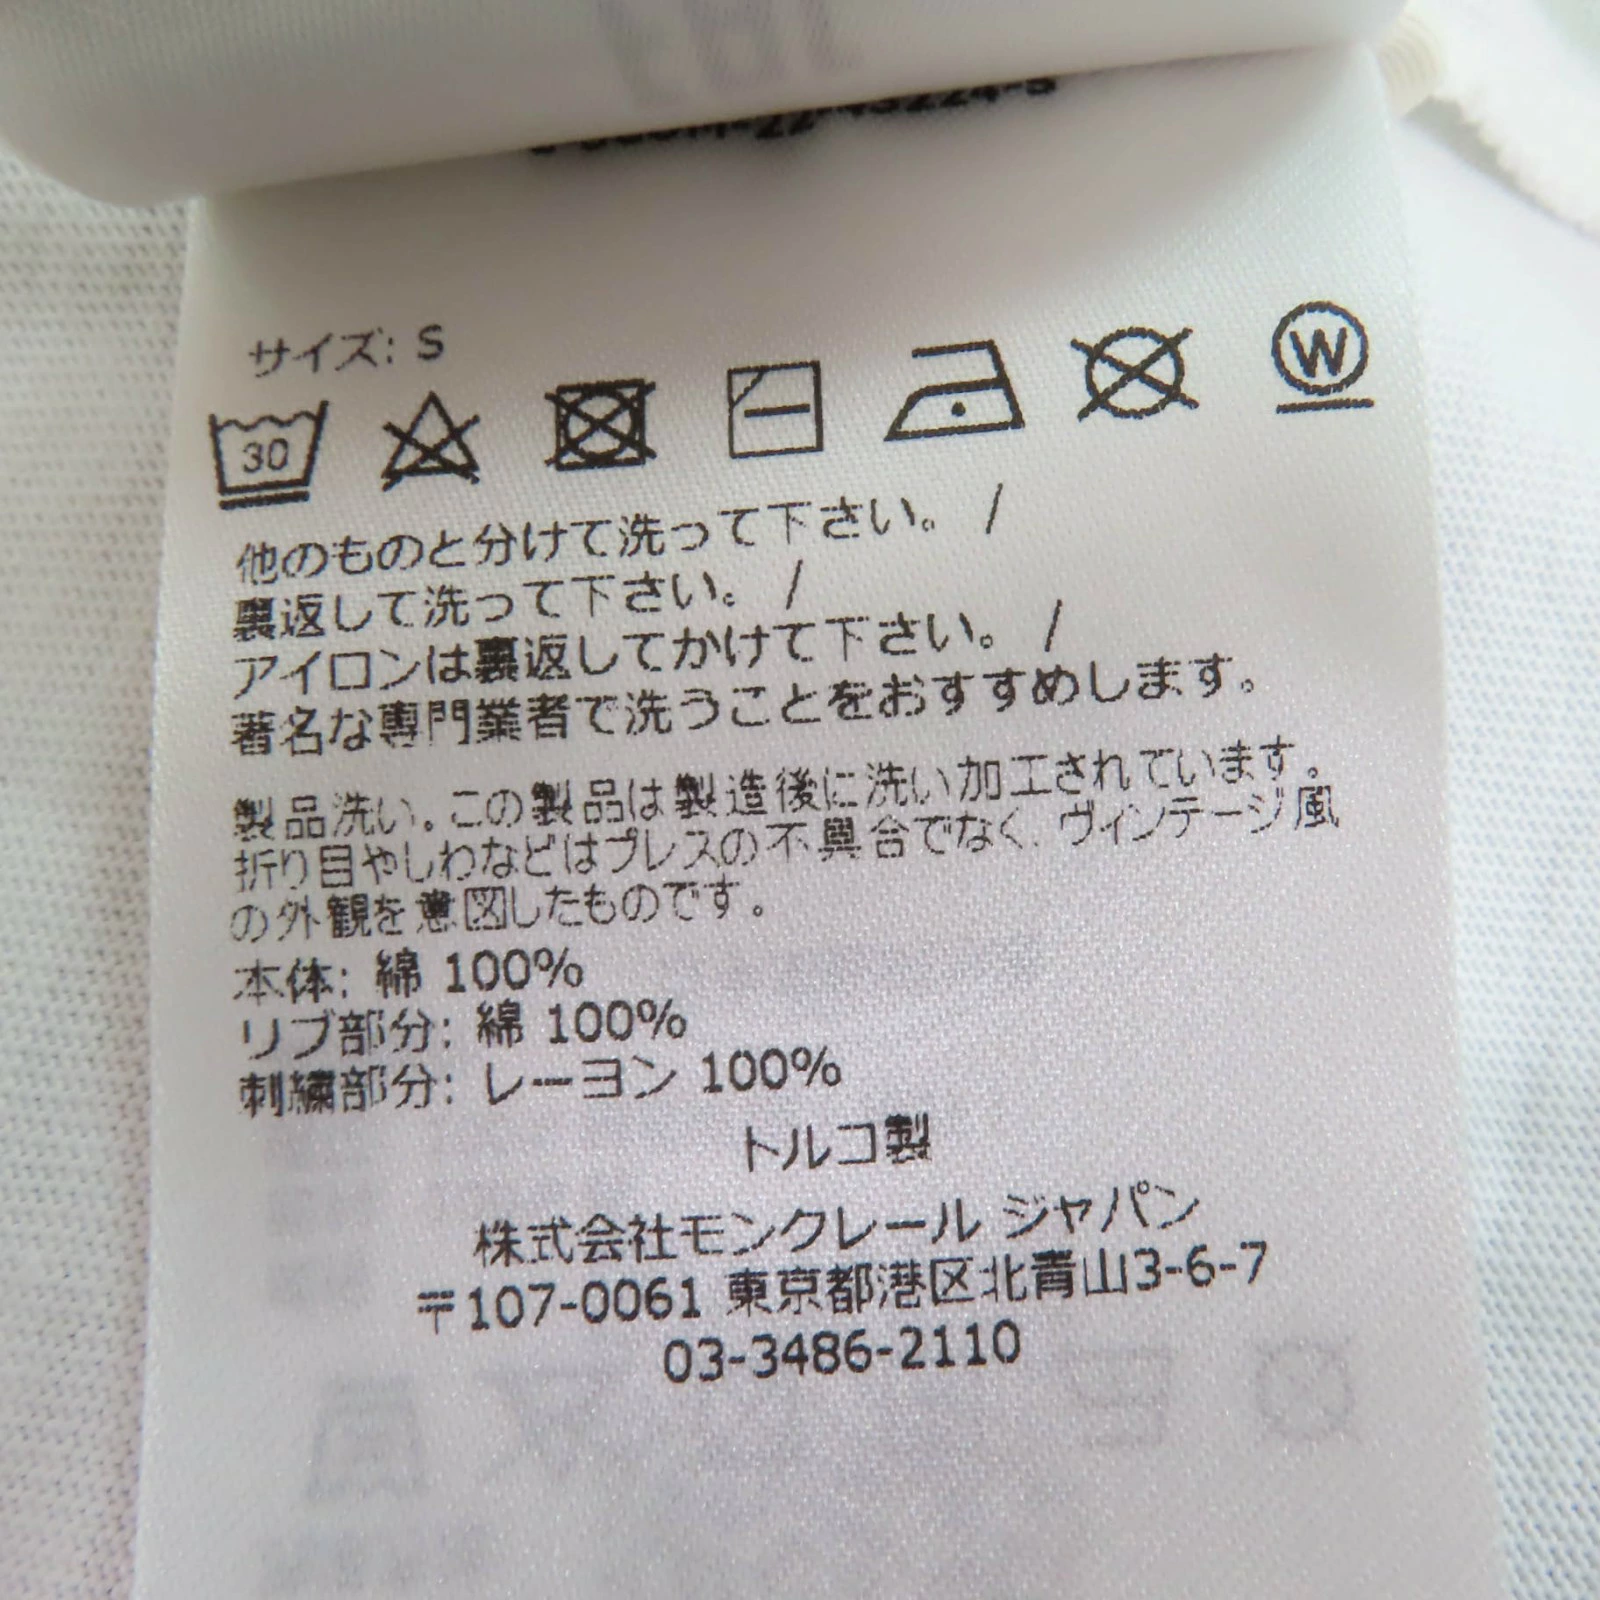 サイズ: S
30
W
他のものと分けて洗って下さい。 /
裏返して洗って下さい。 /
アイロンは裏返してかけて下さい。 /
著名な専門業者で洗うことをおすすめします。
製品洗い。この製品は製造後に洗い加工されています。
折り目やしわなどはプレスの不具合でなく、ヴィンテージ風
の外観を意図したものです。
本体: 綿 100%
リブ部分: 綿 100%
刺繍部分: レーヨン 100%
トルコ製
株式会社モンクレール ジャパン
〒107-0061 東京都港区北青山3-6-7
03-3486-2110